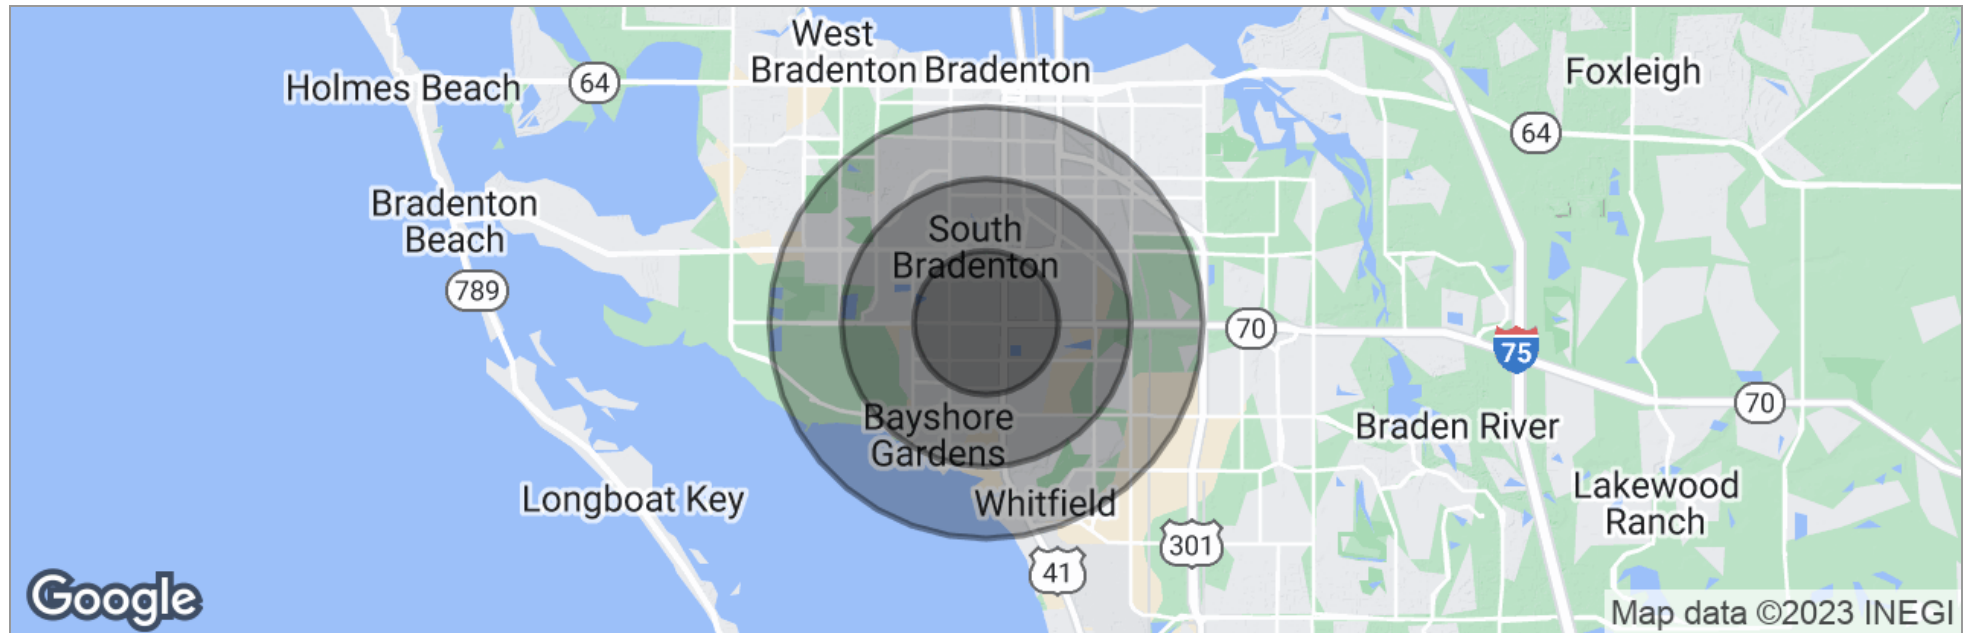 West
Bradenton
Bradenton
Foxleigh
Holmes Beach
64
64
Bradenton
Beach
South
Bradenton
789
70
75
70
Bayshore
Gardens
Braden River
Longboat Key
Whitfield
Lakewood
Ranch
301
41
Google
Map data ©2023 INEGI